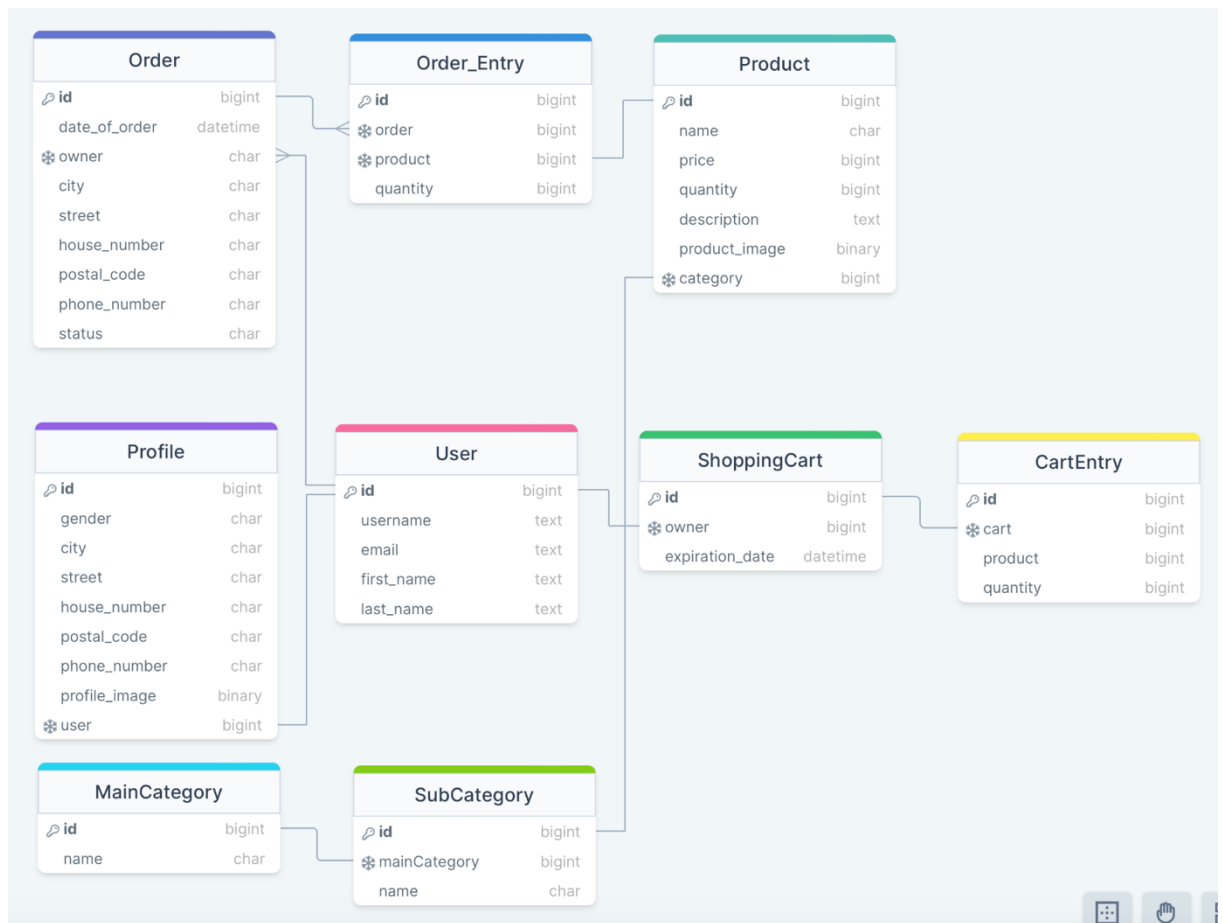 Order
id bigint
date_of_order datetime
owner char
city char
street char
house_number char
postal_code char
phone_number char
status char
Order_Entry
id bigint
order bigint
product bigint
quantity bigint
Product
id bigint
name char
price bigint
quantity bigint
description text
product_image binary
category bigint
Profile
id bigint
gender char
city char
street char
house_number char
postal_code char
phone_number char
profile_image binary
user bigint
User
id bigint
username text
email text
first_name text
last_name text
ShoppingCart
id bigint
owner bigint
expiration_date datetime
CartEntry
id bigint
cart bigint
product bigint
quantity bigint
MainCategory
id bigint
name char
SubCategory
id bigint
mainCategory bigint
name char